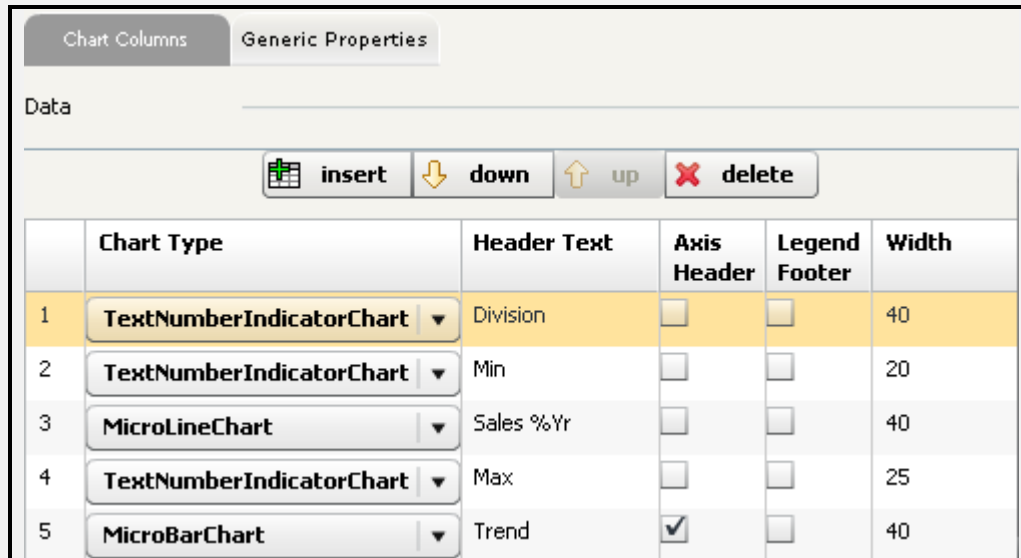 Chart Columns Generic Properties
Data
insert down up delete
Chart Type Header Text Axis Header Legend Footer Width
1 TextNumberIndicatorChart Division 40
2 TextNumberIndicatorChart Min 20
3 MicroLineChart Sales %Yr 40
4 TextNumberIndicatorChart Max 25
5 MicroBarChart Trend 40